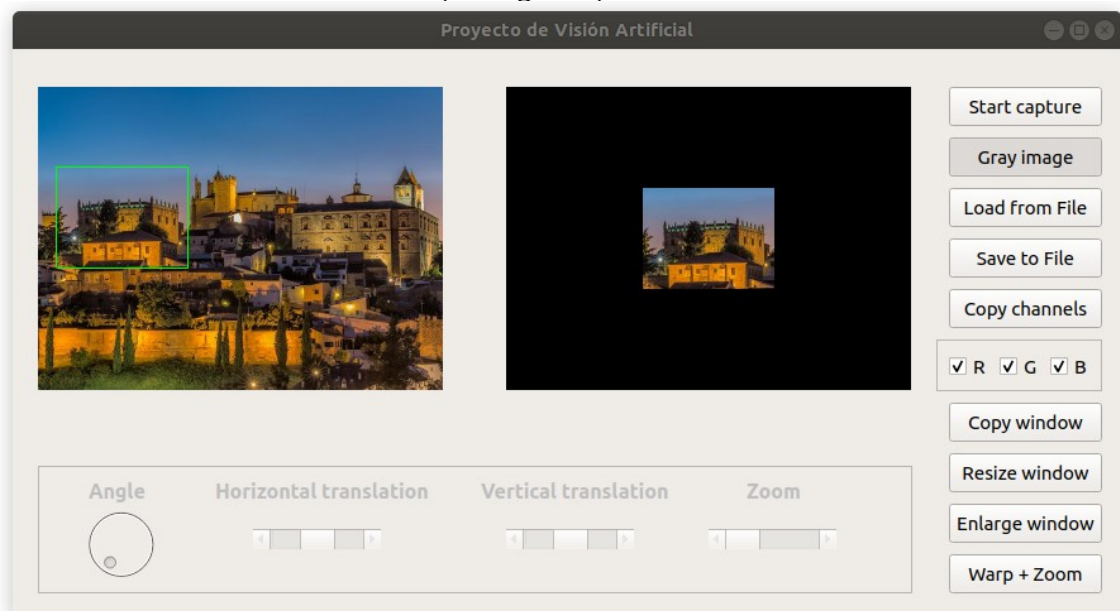 Proyecto de Visión Artificial
Start capture
Gray image
Load from File
Save to File
Copy channels
R G B
Copy window
Resize window
Enlarge window
Warp + Zoom
Angle
Horizontal translation
Vertical translation
Zoom